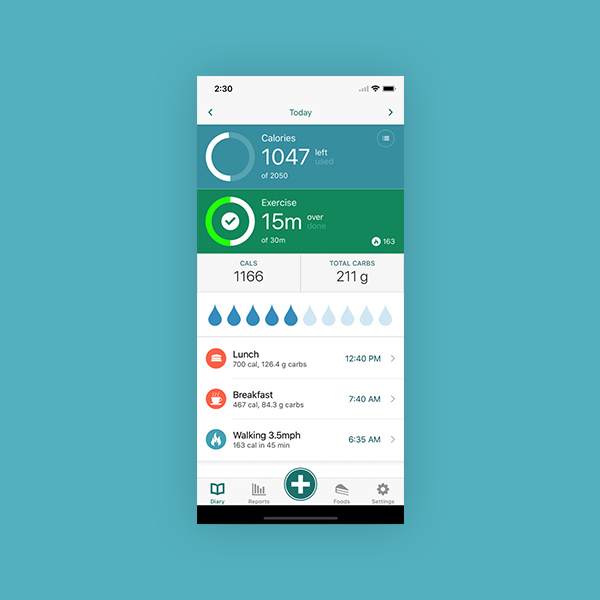 2:30
Today
Calories
1047 left
used
of 2050
Exercise
15m over
done
of 30m
163
CALS
TOTAL CARBS
1166
211 g
Lunch
12:40 PM
700 cal, 126.4 g carbs
Breakfast
7:40 AM
467 cal, 84.3 g carbs
Walking 3.5mph
6:35 AM
163 cal in 45 min
Diary
Reports
Foods
Settings